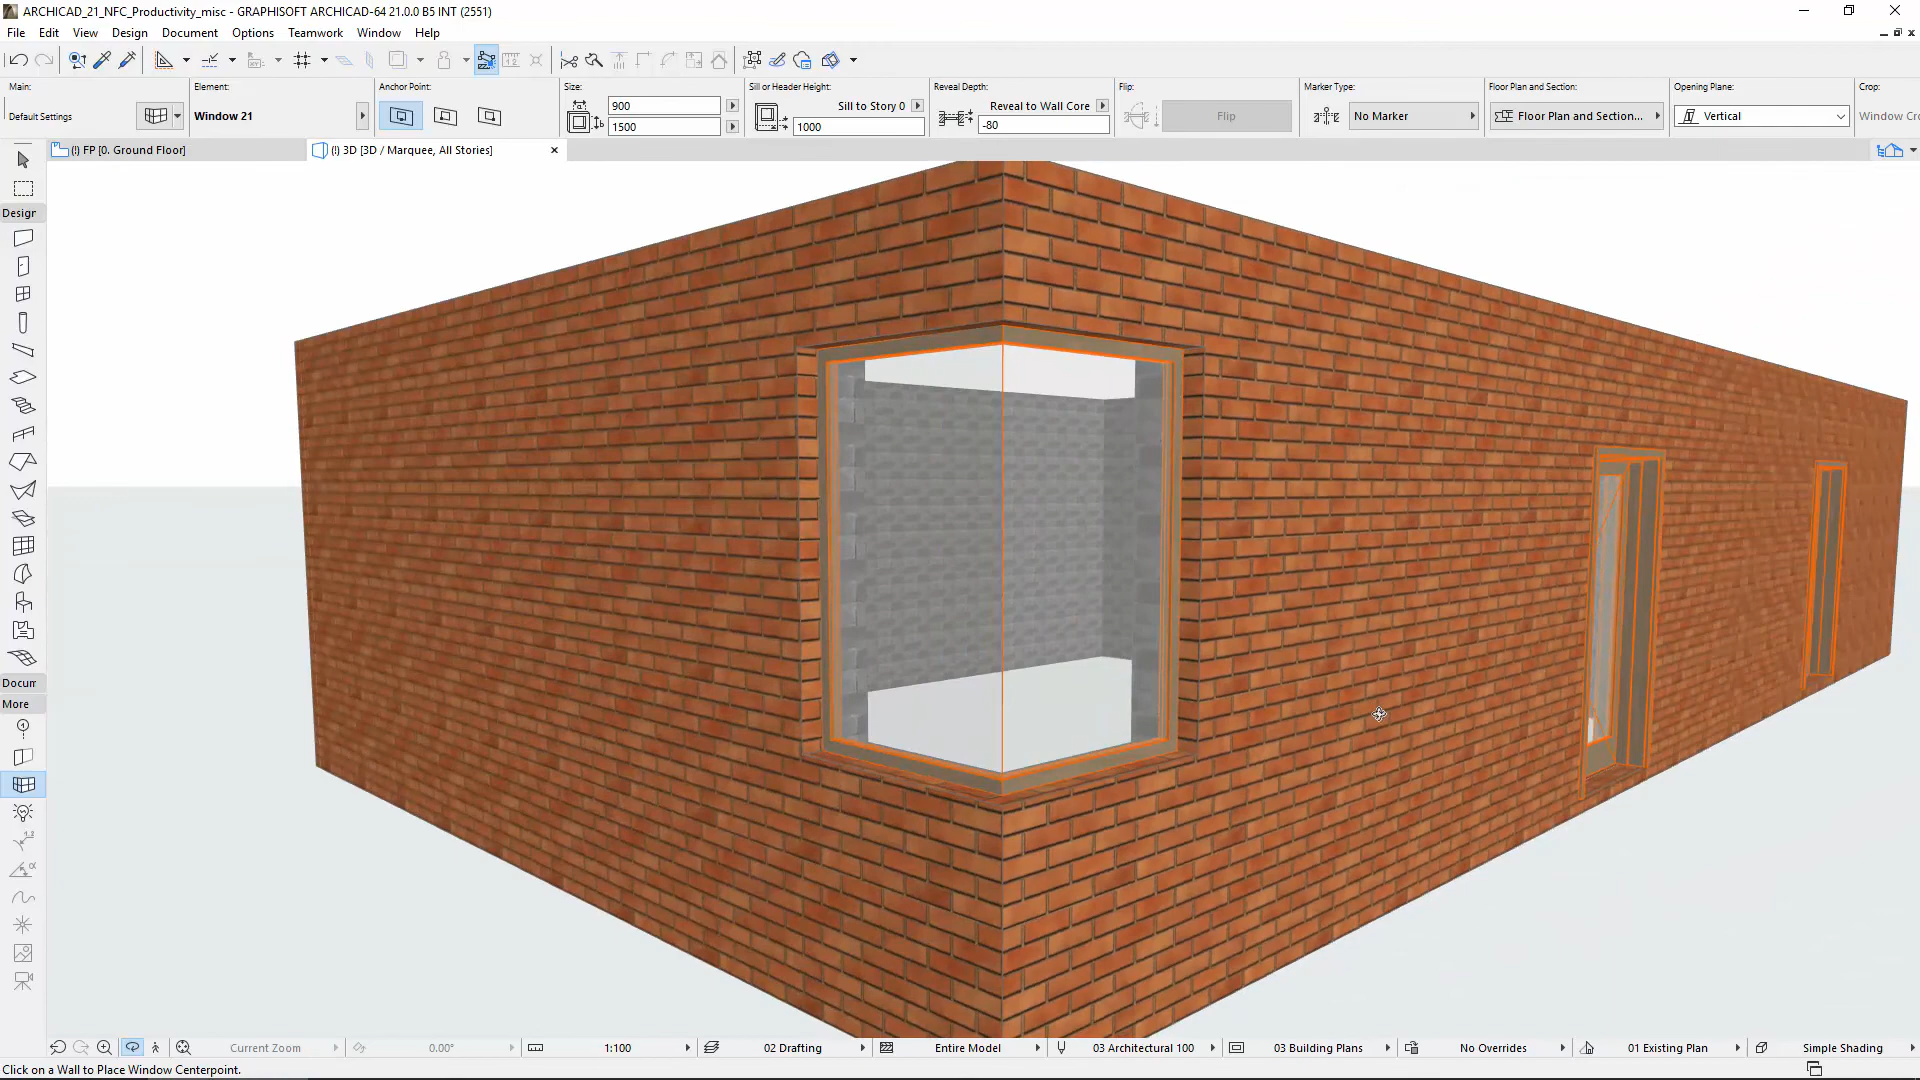 ARCHICAD_21_NFC_Productivity_misc - GRAPHISOFT ARCHICAD-64 21.0.0 B5 INT (2551)
File Edit View Design Document Options Teamwork Window Help
Main: Element: Anchor Point: Size: Sill or Header Height: Reveal Depth: Flip: Marker Type: Floor Plan and Section: Opening Plane: Crop:
900 Sill to Story 0 Reveal to Wall Core
Default Settings Window 21 Flip No Marker Floor Plan and Section... Vertical Window Cro
1500 1000 -80
(!) FP [0. Ground Floor] (!) 3D [3D / Marquee, All Stories]
Design
Docum
More
1.2
Current Zoom 0.00° 1:100 02 Drafting Entire Model 03 Architectural 100 03 Building Plans No Overrides 01 Existing Plan Simple Shading
Click on a Wall to Place Window Centerpoint.